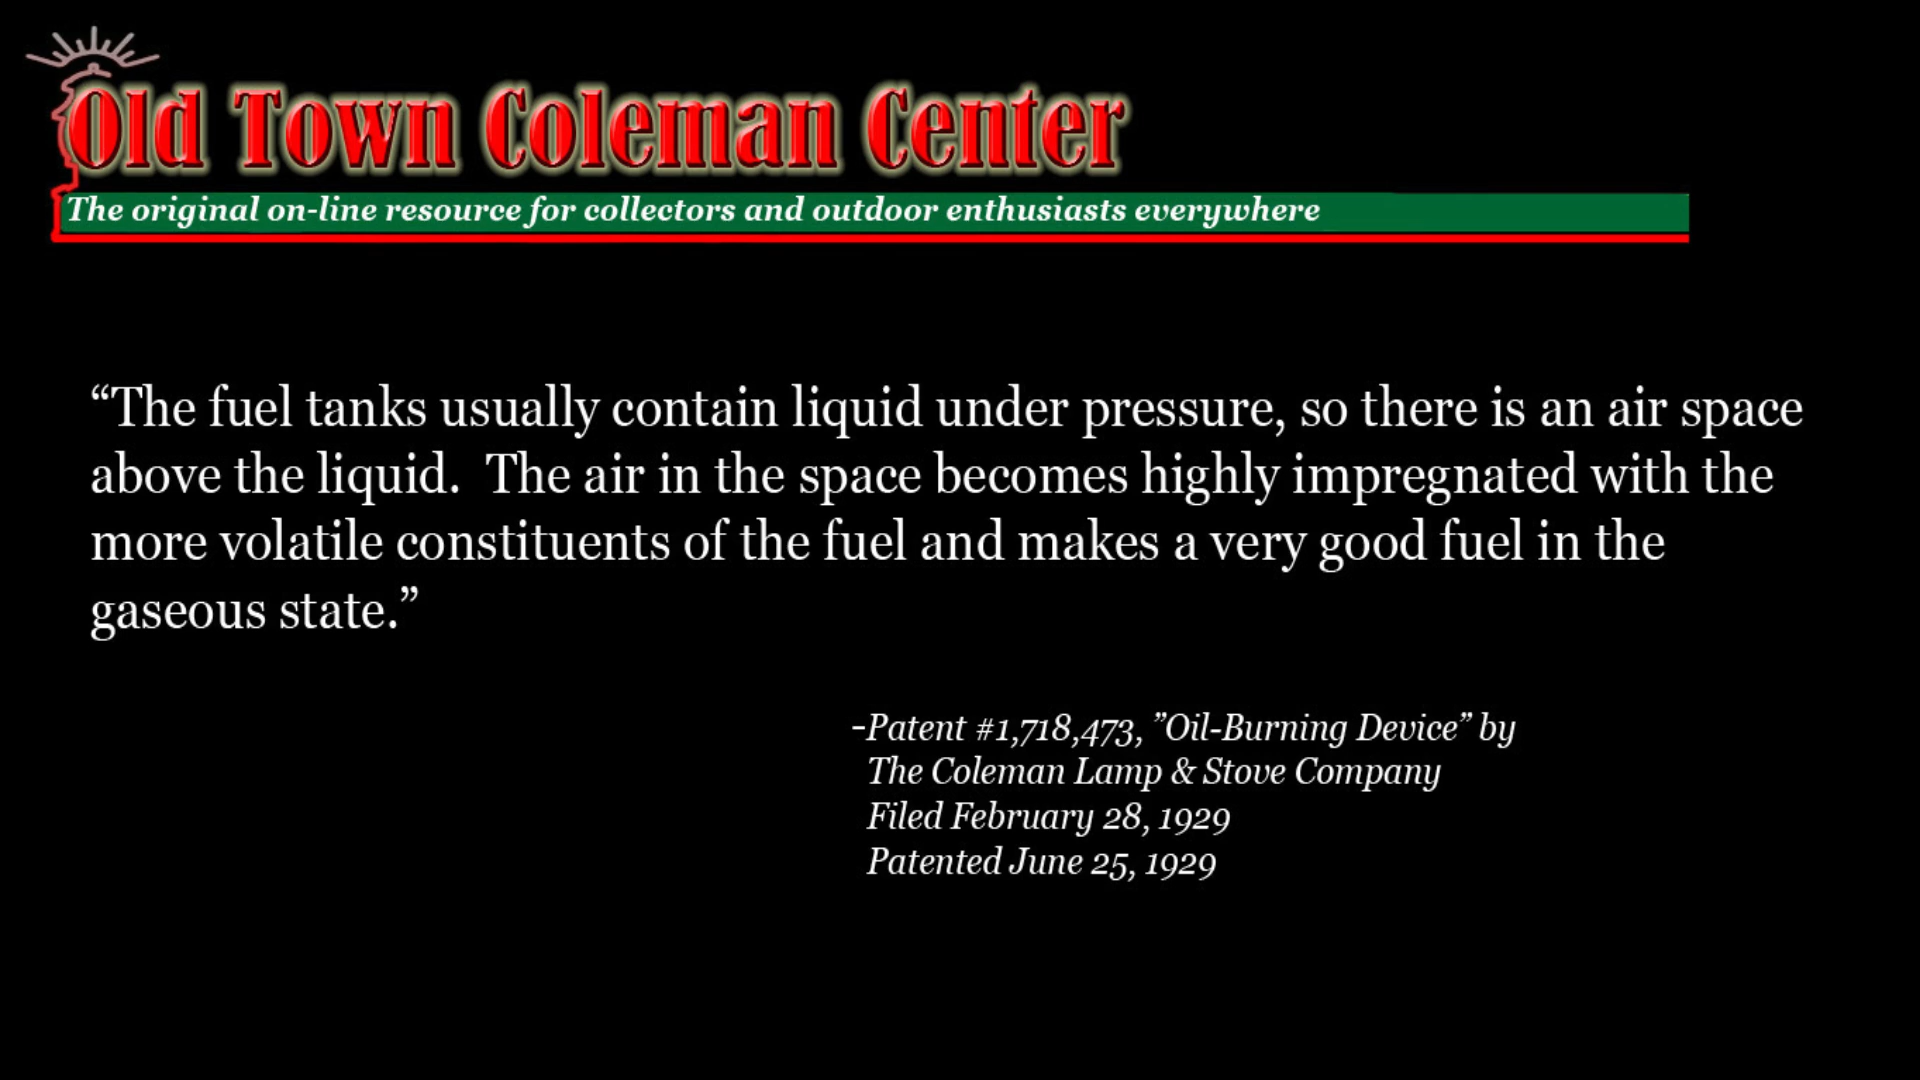 Old Town Coleman Center
The original on-line resource for collectors and outdoor enthusiasts everywhere
“The fuel tanks usually contain liquid under pressure, so there is an air space
above the liquid.  The air in the space becomes highly impregnated with the
more volatile constituents of the fuel and makes a very good fuel in the
gaseous state.”
-Patent #1,718,473, ”Oil-Burning Device” by
The Coleman Lamp & Stove Company
Filed February 28, 1929
Patented June 25, 1929